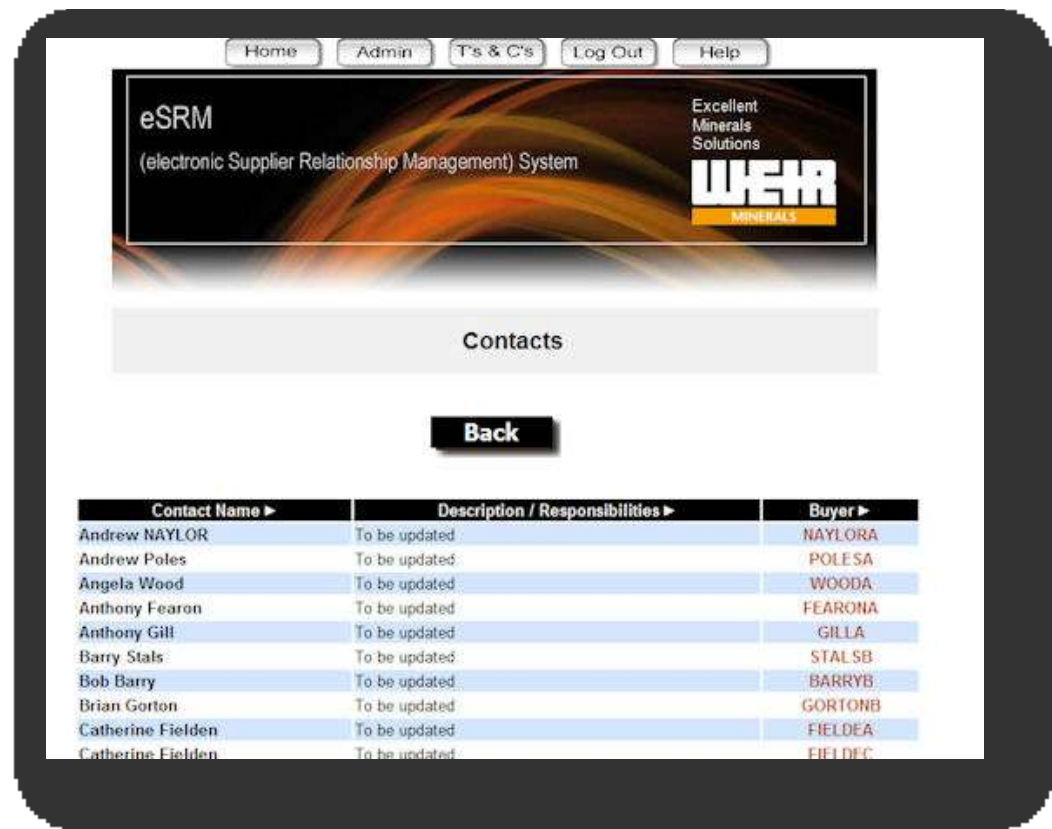 Home Admin T's & C's Log Out Help
eSRM
(electronic Supplier Relationship Management) System
Excellent
Minerals
Solutions
WEIR
MINERALS
Contacts
Back
Contact Name ► Description / Responsibilities ► Buyer ►
Andrew NAYLOR To be updated NAYLORA
Andrew Poles To be updated POLESA
Angela Wood To be updated WOODA
Anthony Fearon To be updated FEARONA
Anthony Gill To be updated GILLA
Barry Stals To be updated STALSB
Bob Barry To be updated BARRYB
Brian Gorton To be updated GORTONB
Catherine Fielden To be updated FIELDEA
Catherine Fielden To be updated FIELDEC